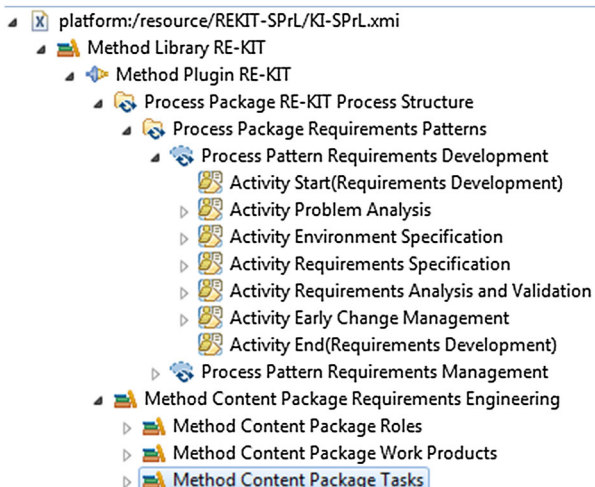 platform:/resource/REKIT-SPrL/KI-SPrL.xmi
Method Library RE-KIT
Method Plugin RE-KIT
Process Package RE-KIT Process Structure
Process Package Requirements Patterns
Process Pattern Requirements Development
Activity Start(Requirements Development)
Activity Problem Analysis
Activity Environment Specification
Activity Requirements Specification
Activity Requirements Analysis and Validation
Activity Early Change Management
Activity End(Requirements Development)
Process Pattern Requirements Management
Method Content Package Requirements Engineering
Method Content Package Roles
Method Content Package Work Products
Method Content Package Tasks